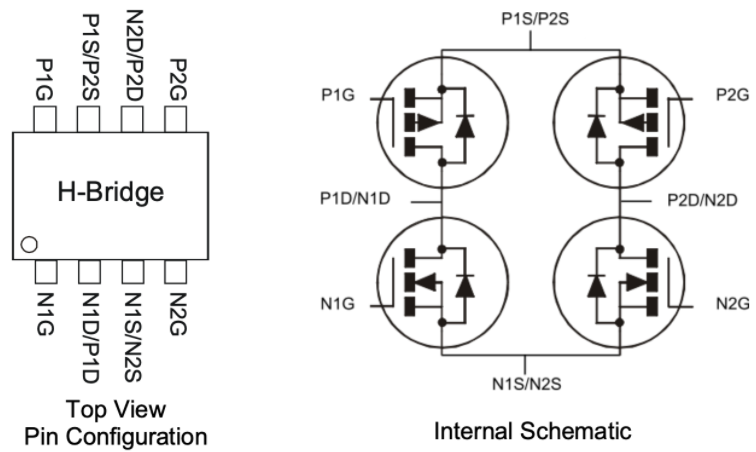 P1G
P1S/P2S
N2D/P2D
P2G
H-Bridge
N1G
N1D/P1D
N1S/N2S
N2G
Top View
Pin Configuration
P1S/P2S
P1G
P2G
P1D/N1D
P2D/N2D
N1G
N2G
N1S/N2S
Internal Schematic